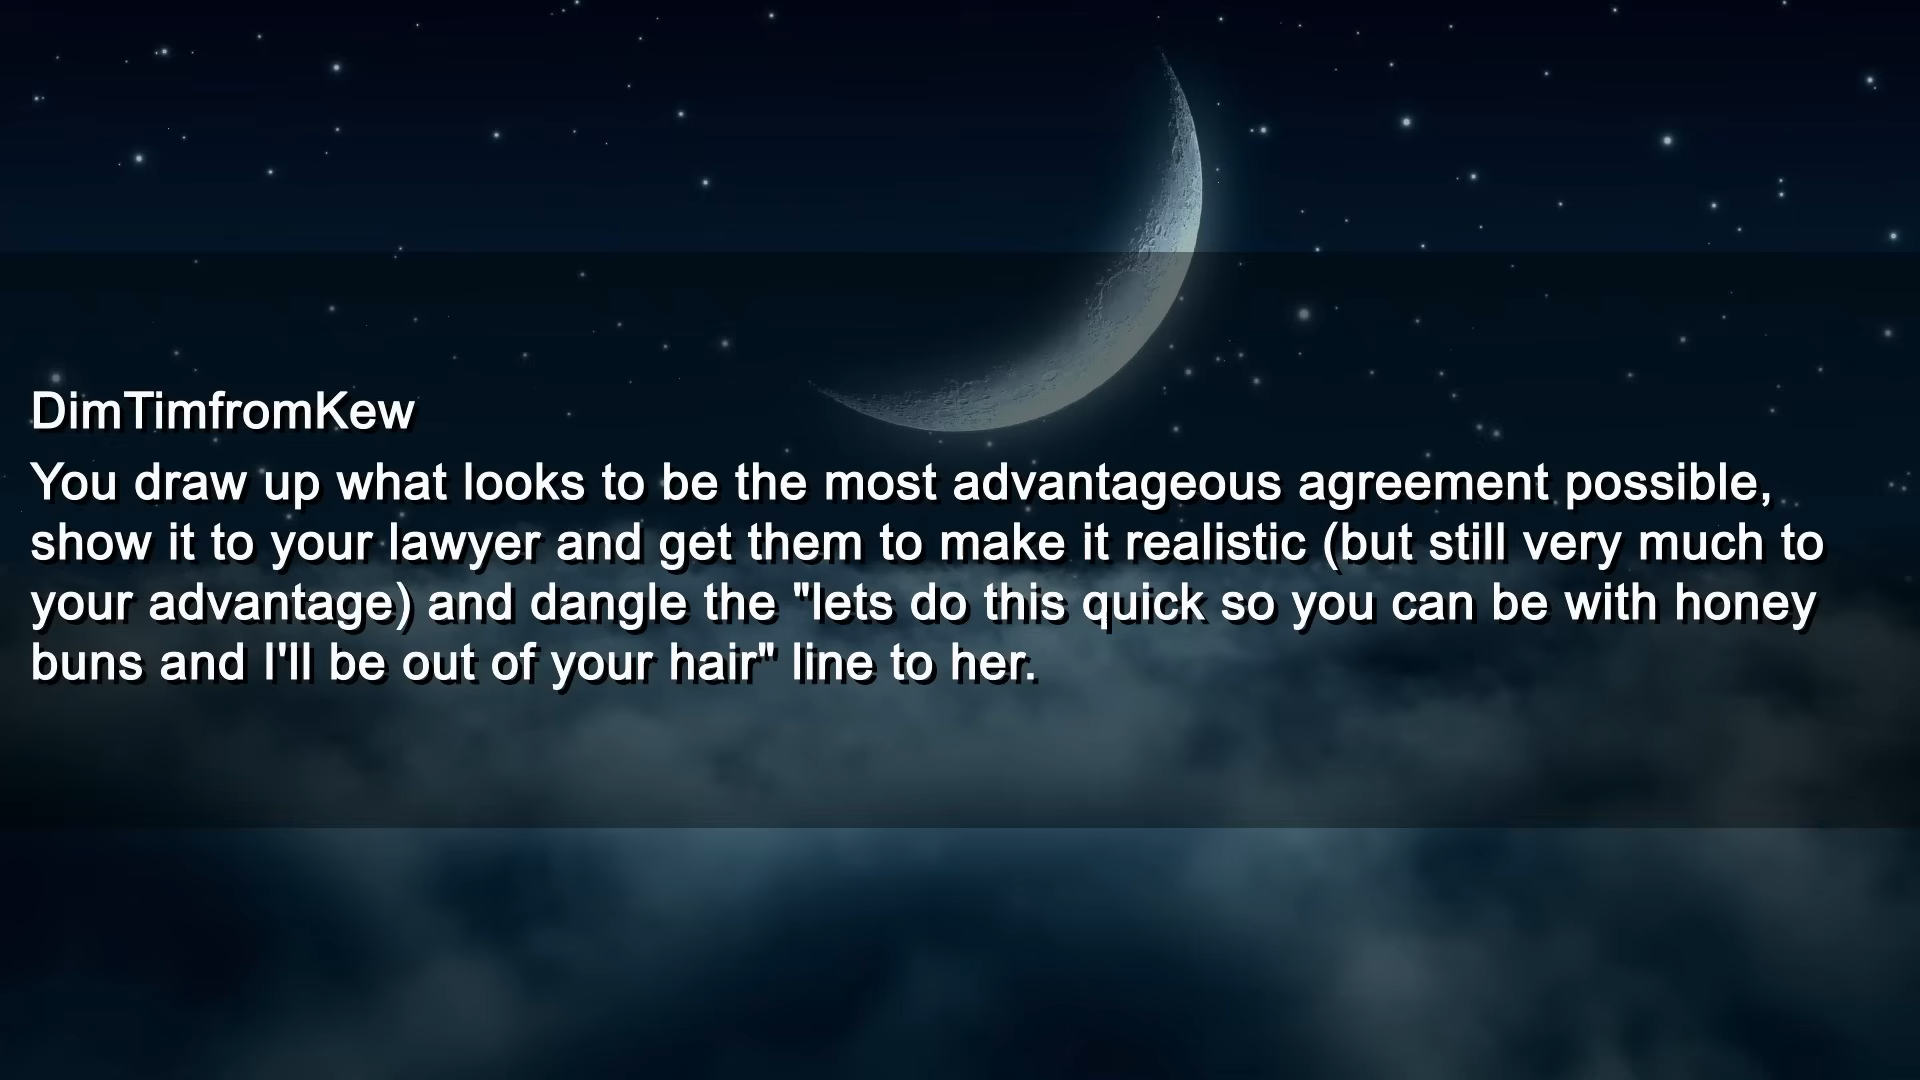 DimTimfromKew
You draw up what looks to be the most advantageous agreement possible,
show it to your lawyer and get them to make it realistic (but still very much to
your advantage) and dangle the "lets do this quick so you can be with honey
buns and I'll be out of your hair" line to her.